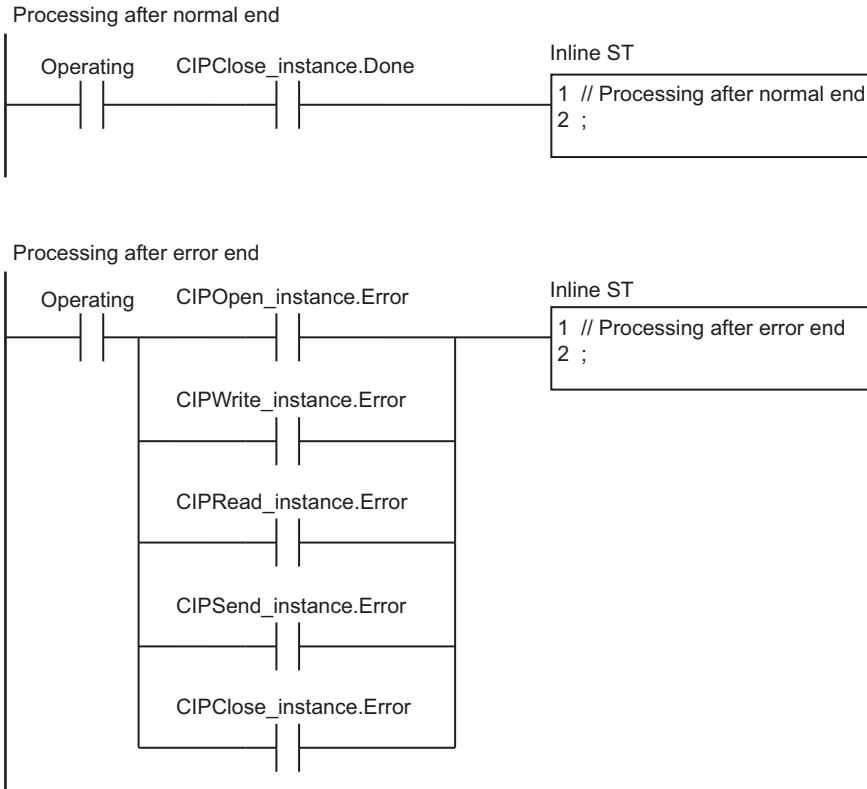 Processing after normal end
Operating
CIPClose_instance.Done
Inline ST
1 // Processing after normal end
2 ;
Processing after error end
Operating
CIPOpen_instance.Error
Inline ST
1 // Processing after error end
2 ;
CIPWrite_instance.Error
CIPRead_instance.Error
CIPSend_instance.Error
CIPClose_instance.Error